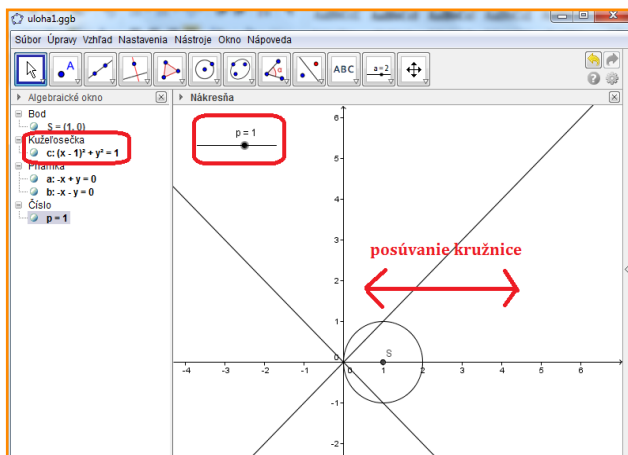 uloha1.ggb
Súbor Úpravy Vzhľad Nastavenia Nástroje Okno Nápoveda
ABC
a=2
Algebraické okno
Nákresňa
Bod
S = (1, 0)
Kužeľosečka
c: (x - 1)² + y² = 1
Priamka
a: -x + y = 0
b: -x - y = 0
Číslo
p = 1
p = 1
6
5
4
3
posúvanie kružnice
2
1
S
0
-4 -3 -2 -1 0 1 2 3 4 5 6
-1
-2